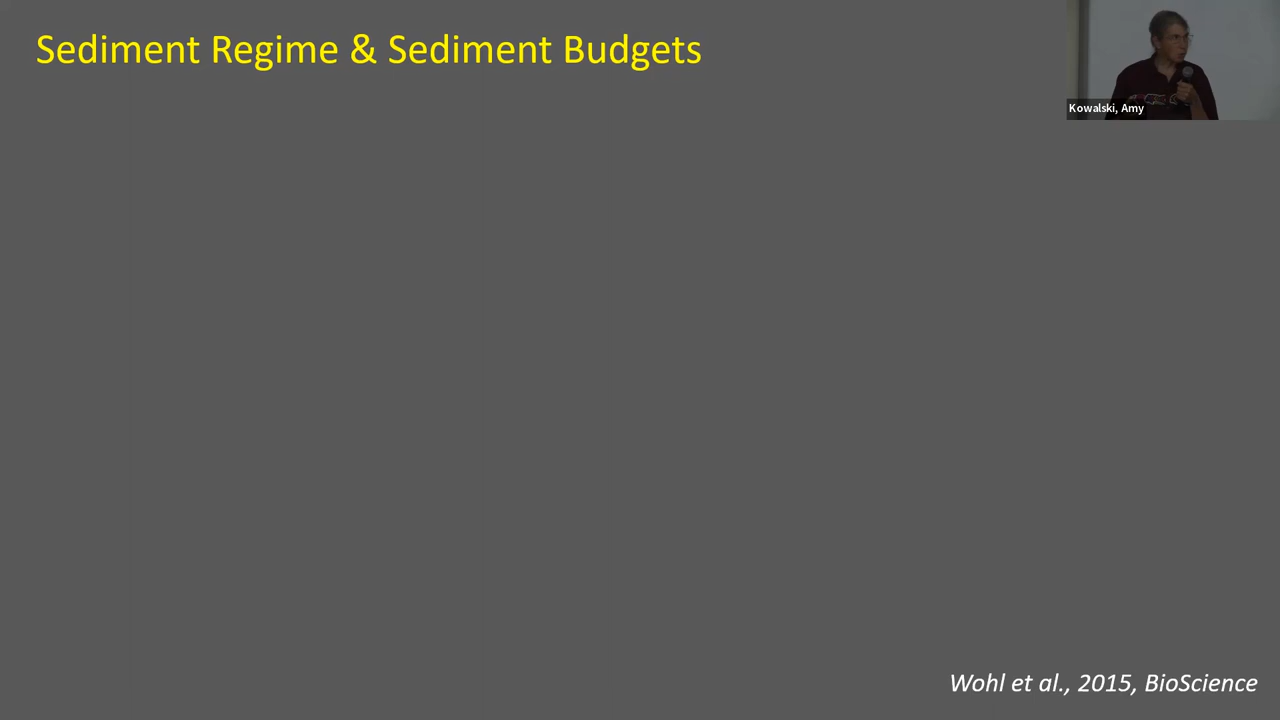 Sediment Regime & Sediment Budgets
Kowalski, Amy
Wohl et al., 2015, BioScience